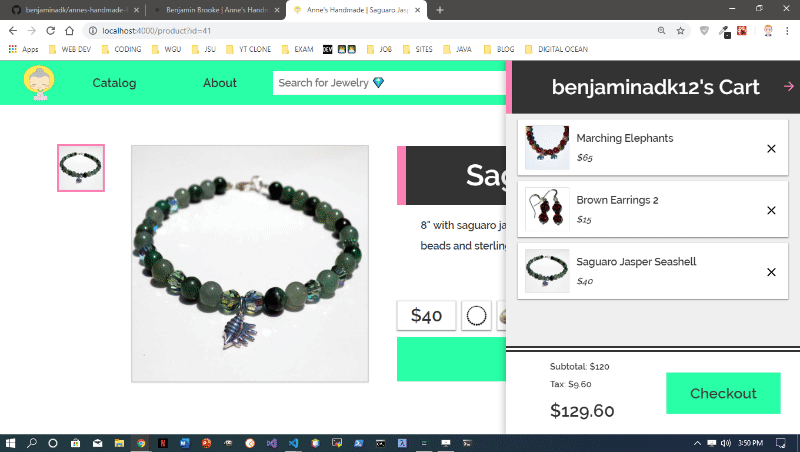 benjaminadk/annes-handmade-
Benjamin Brooke | Anne's Handm
Anne's Handmade | Saguaro Jasp
localhost:4000/product?id=41
Apps WEB DEV CODING WGU JSU YT CLONE EXAM DEV JOB SITES JAVA BLOG DIGITAL OCEAN
Catalog About Search for Jewelry 💎
benjaminadk12's Cart
Marching Elephants
$65
Brown Earrings 2
$15
Saguaro Jasper Seashell
$40
Sag
8" with saguaro ja
beads and sterling
$40
Subtotal: $120
Tax: $9.60
$129.60
Checkout
3:50 PM